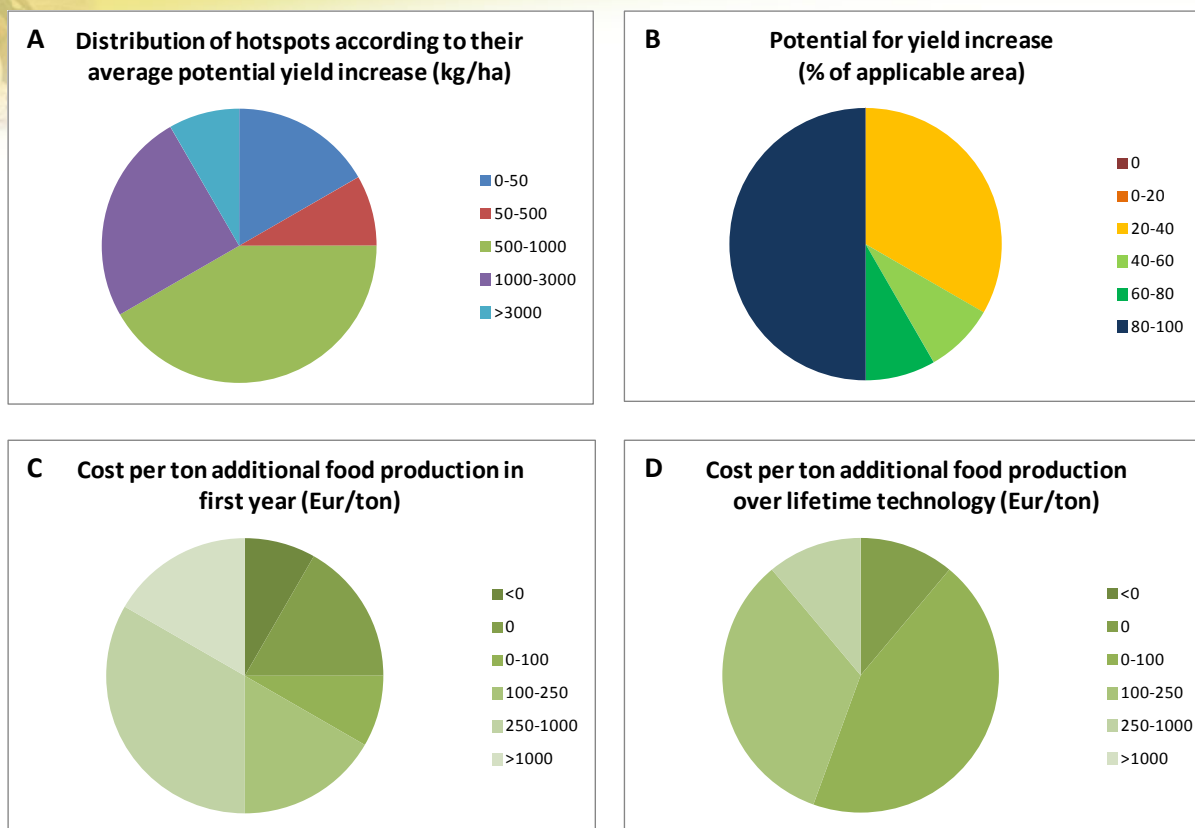 A
Distribution of hotspots according to their
average potential yield increase (kg/ha)
0-50
50-500
500-1000
1000-3000
>3000
B
Potential for yield increase
(% of applicable area)
0
0-20
20-40
40-60
60-80
80-100
C
Cost per ton additional food production in
first year (Eur/ton)
<0
0
0-100
100-250
250-1000
>1000
D
Cost per ton additional food production
over lifetime technology (Eur/ton)
<0
0
0-100
100-250
250-1000
>1000